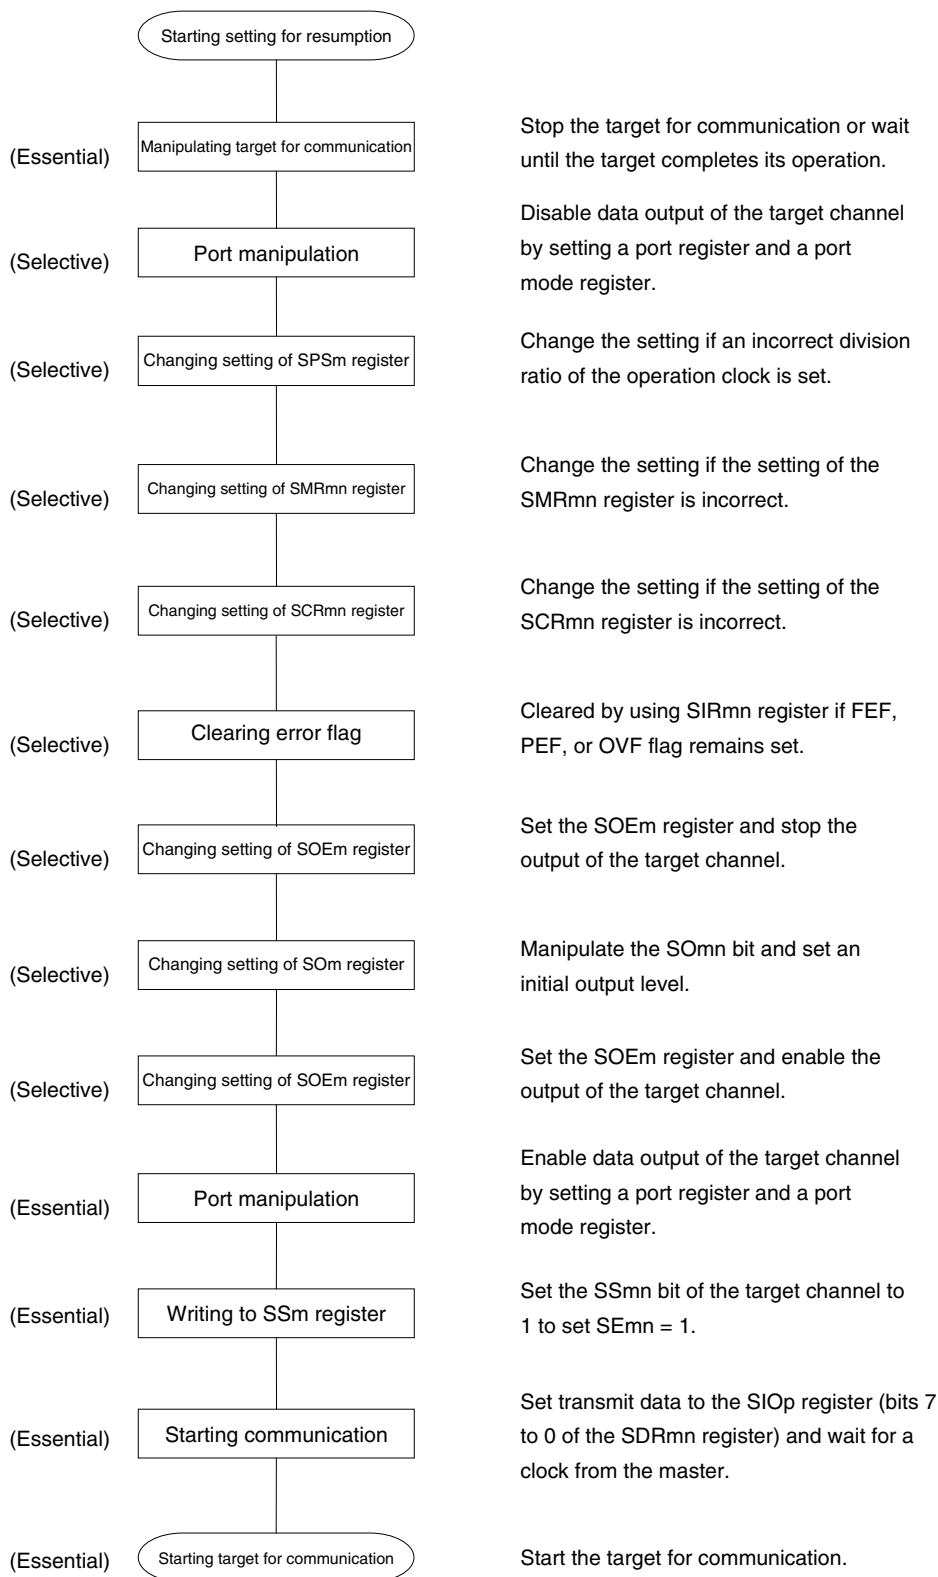 Starting setting for resumption
(Essential)
Manipulating target for communication
Stop the target for communication or wait
until the target completes its operation.
(Selective)
Port manipulation
Disable data output of the target channel
by setting a port register and a port
mode register.
(Selective)
Changing setting of SPSm register
Change the setting if an incorrect division
ratio of the operation clock is set.
(Selective)
Changing setting of SMRmn register
Change the setting if the setting of the
SMRmn register is incorrect.
(Selective)
Changing setting of SCRmn register
Change the setting if the setting of the
SCRmn register is incorrect.
(Selective)
Clearing error flag
Cleared by using SIRmn register if FEF,
PEF, or OVF flag remains set.
(Selective)
Changing setting of SOEm register
Set the SOEm register and stop the
output of the target channel.
(Selective)
Changing setting of SOm register
Manipulate the SOmn bit and set an
initial output level.
(Selective)
Changing setting of SOEm register
Set the SOEm register and enable the
output of the target channel.
(Essential)
Port manipulation
Enable data output of the target channel
by setting a port register and a port
mode register.
(Essential)
Writing to SSm register
Set the SSmn bit of the target channel to
1 to set SEmn = 1.
(Essential)
Starting communication
Set transmit data to the SIOp register (bits 7
to 0 of the SDRmn register) and wait for a
clock from the master.
(Essential)
Starting target for communication
Start the target for communication.